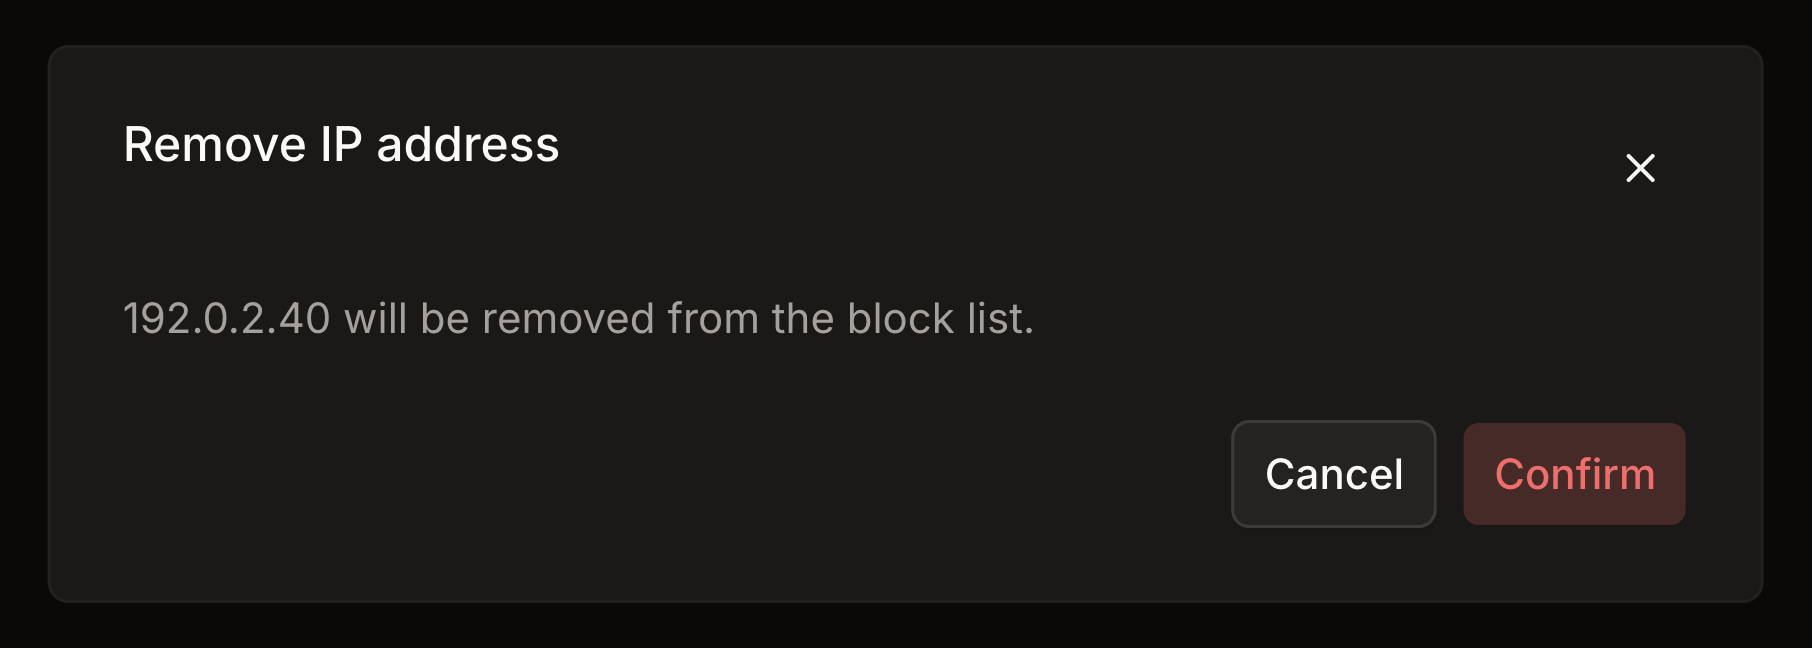 Remove IP address
192.0.2.40 will be removed from the block list.
Cancel
Confirm